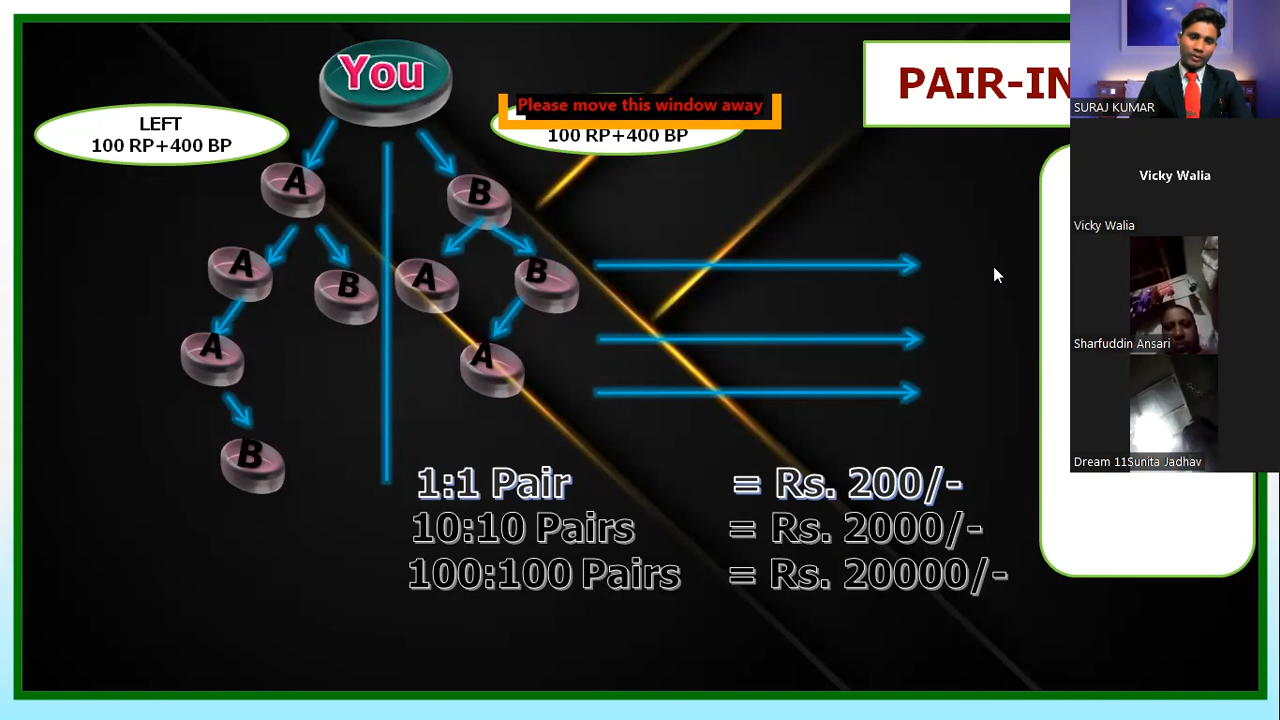 You
PAIR-IN
LEFT
100 RP+400 BP
Please move this window away
100 RP+400 BP
A
B
A
B
A
B
A
A
B
1:1 Pair = Rs. 200/-
10:10 Pairs = Rs. 2000/-
100:100 Pairs = Rs. 20000/-
SURAJ KUMAR
Vicky Walia
Vicky Walia
Sharfuddin Ansari
Dream 11Sunita Jadhav